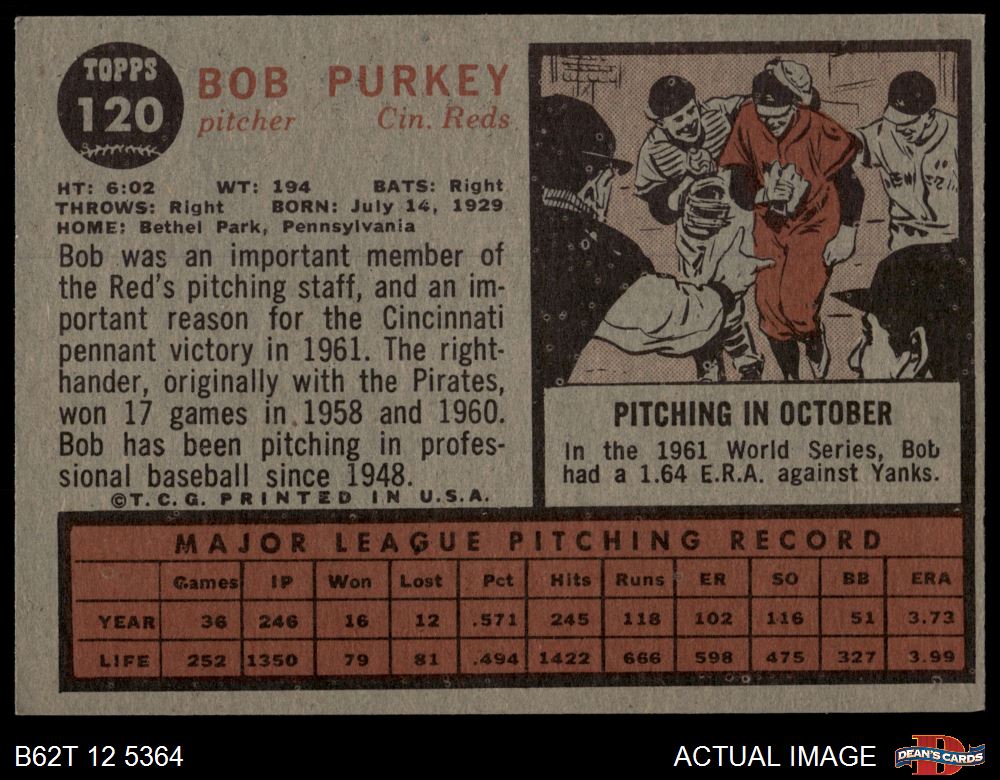 TOPPS
120
BOB PURKEY
pitcher Cin. Reds
HT: 6:02 WT: 194 BATS: Right
THROWS: Right BORN: July 14, 1929
HOME: Bethel Park, Pennsylvania
Bob was an important member of
the Red's pitching staff, and an im-
portant reason for the Cincinnati
pennant victory in 1961. The right-
hander, originally with the Pirates,
won 17 games in 1958 and 1960.
Bob has been pitching in profes-
sional baseball since 1948.
©T.C.G. PRINTED IN U.S.A.
PITCHING IN OCTOBER
In the 1961 World Series, Bob
had a 1.64 E.R.A. against Yanks.
MAJOR LEAGUE PITCHING RECORD
Games IP Won Lost Pct Hits Runs ER SO BB ERA
YEAR 36 246 16 12 .571 245 118 102 116 51 3.73
LIFE 252 1350 79 81 .494 1422 666 598 475 327 3.99
B62T 12 5364
ACTUAL IMAGE
DEAN'S CARDS